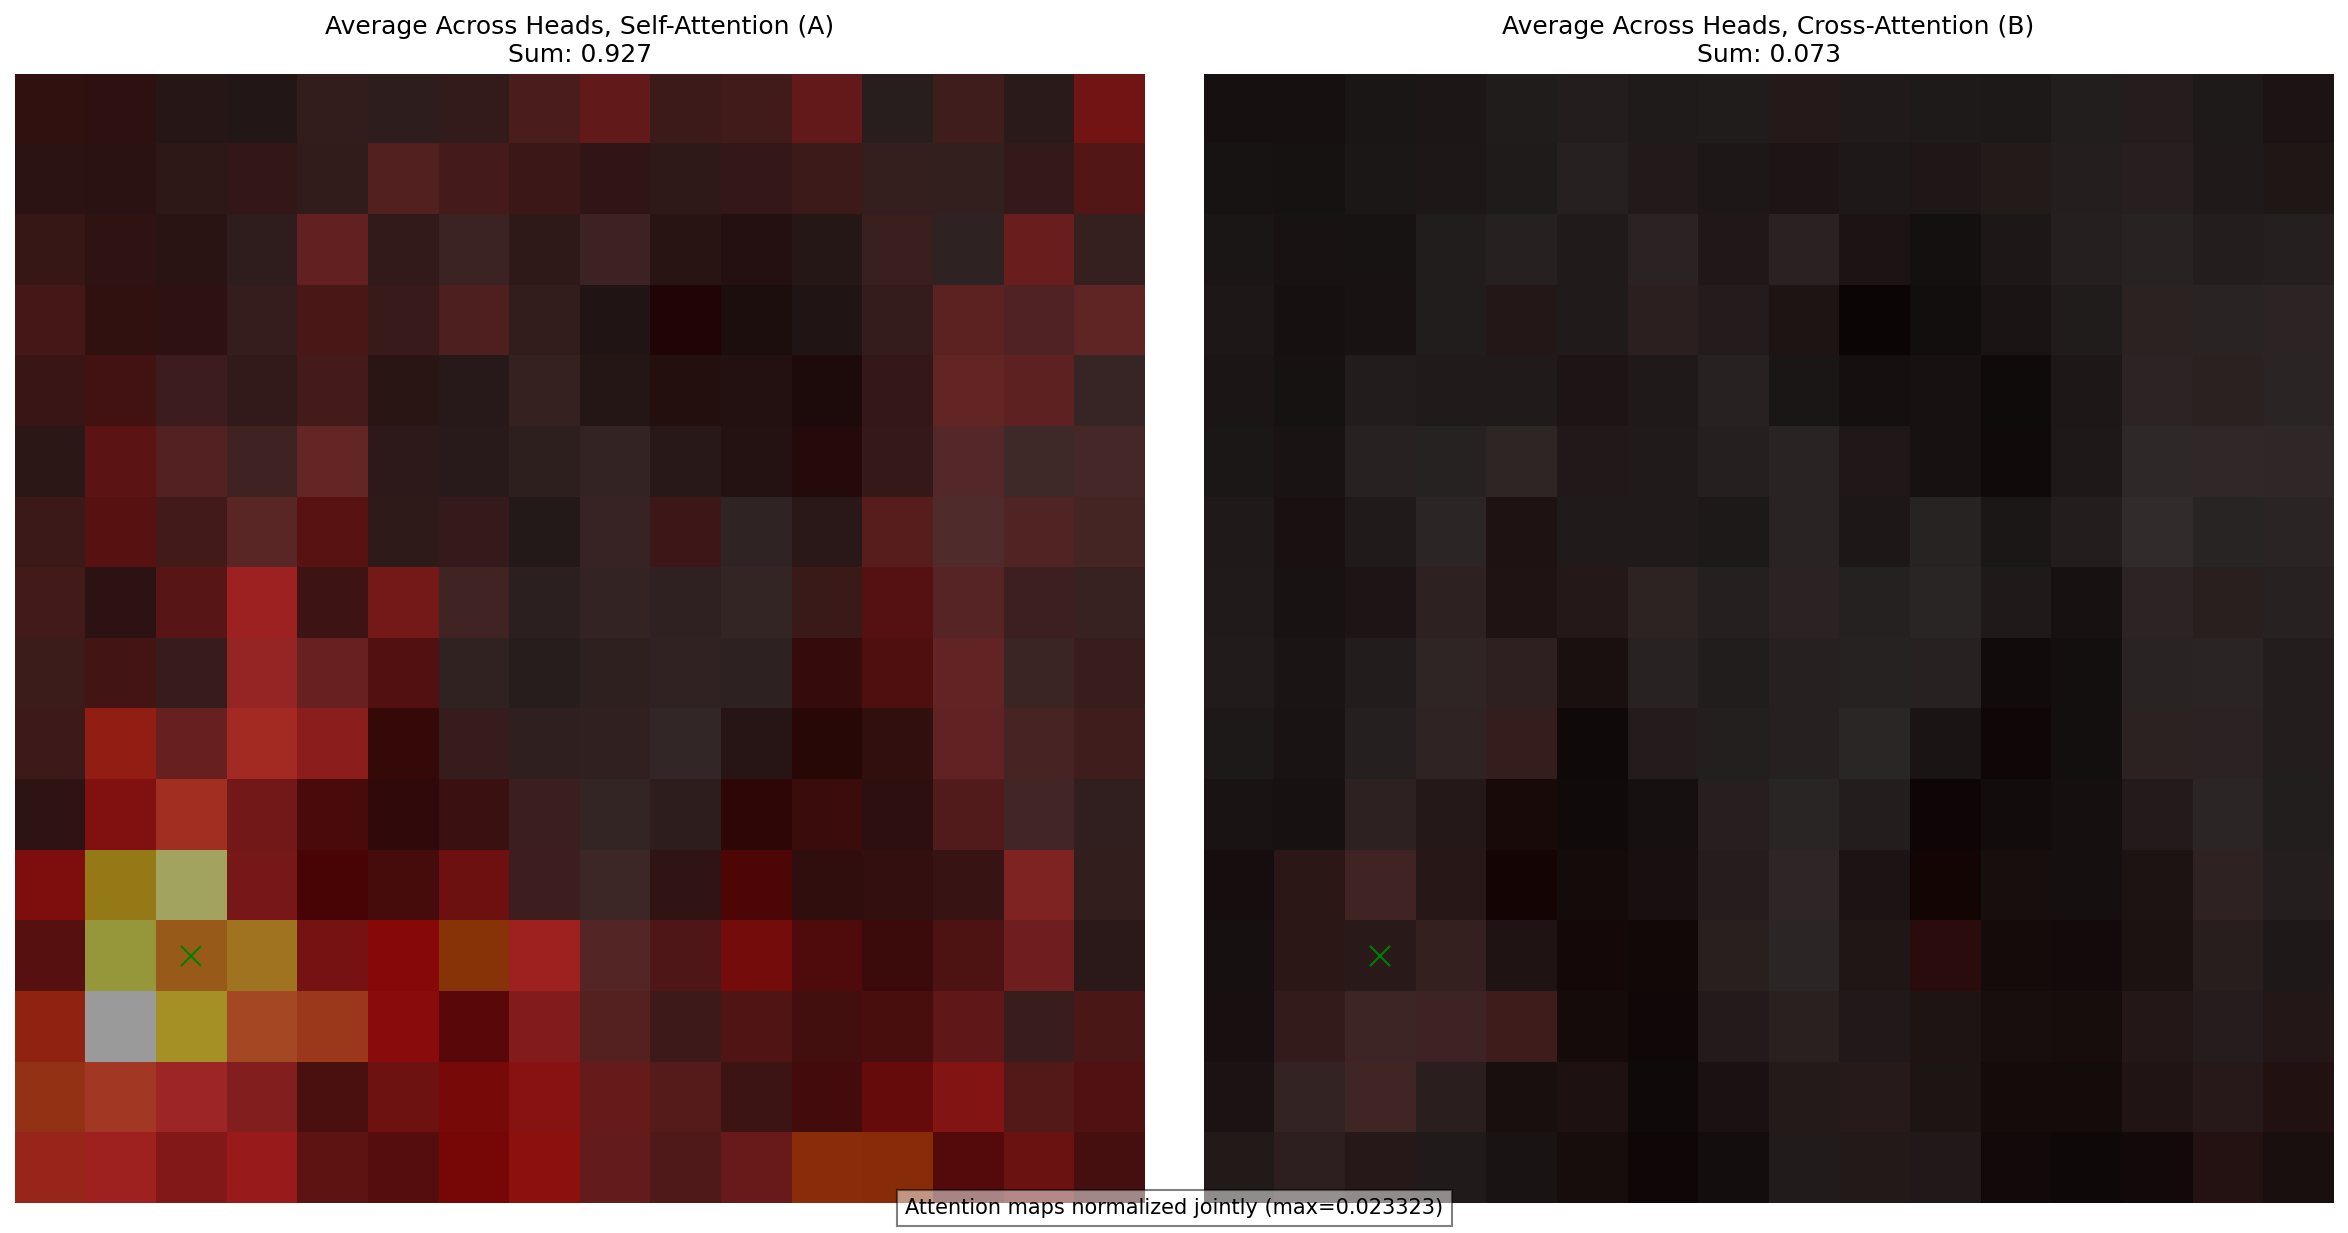 Average Across Heads, Self-Attention (A)
Sum: 0.927
Average Across Heads, Cross-Attention (B)
Sum: 0.073
Attention maps normalized jointly (max=0.023323)